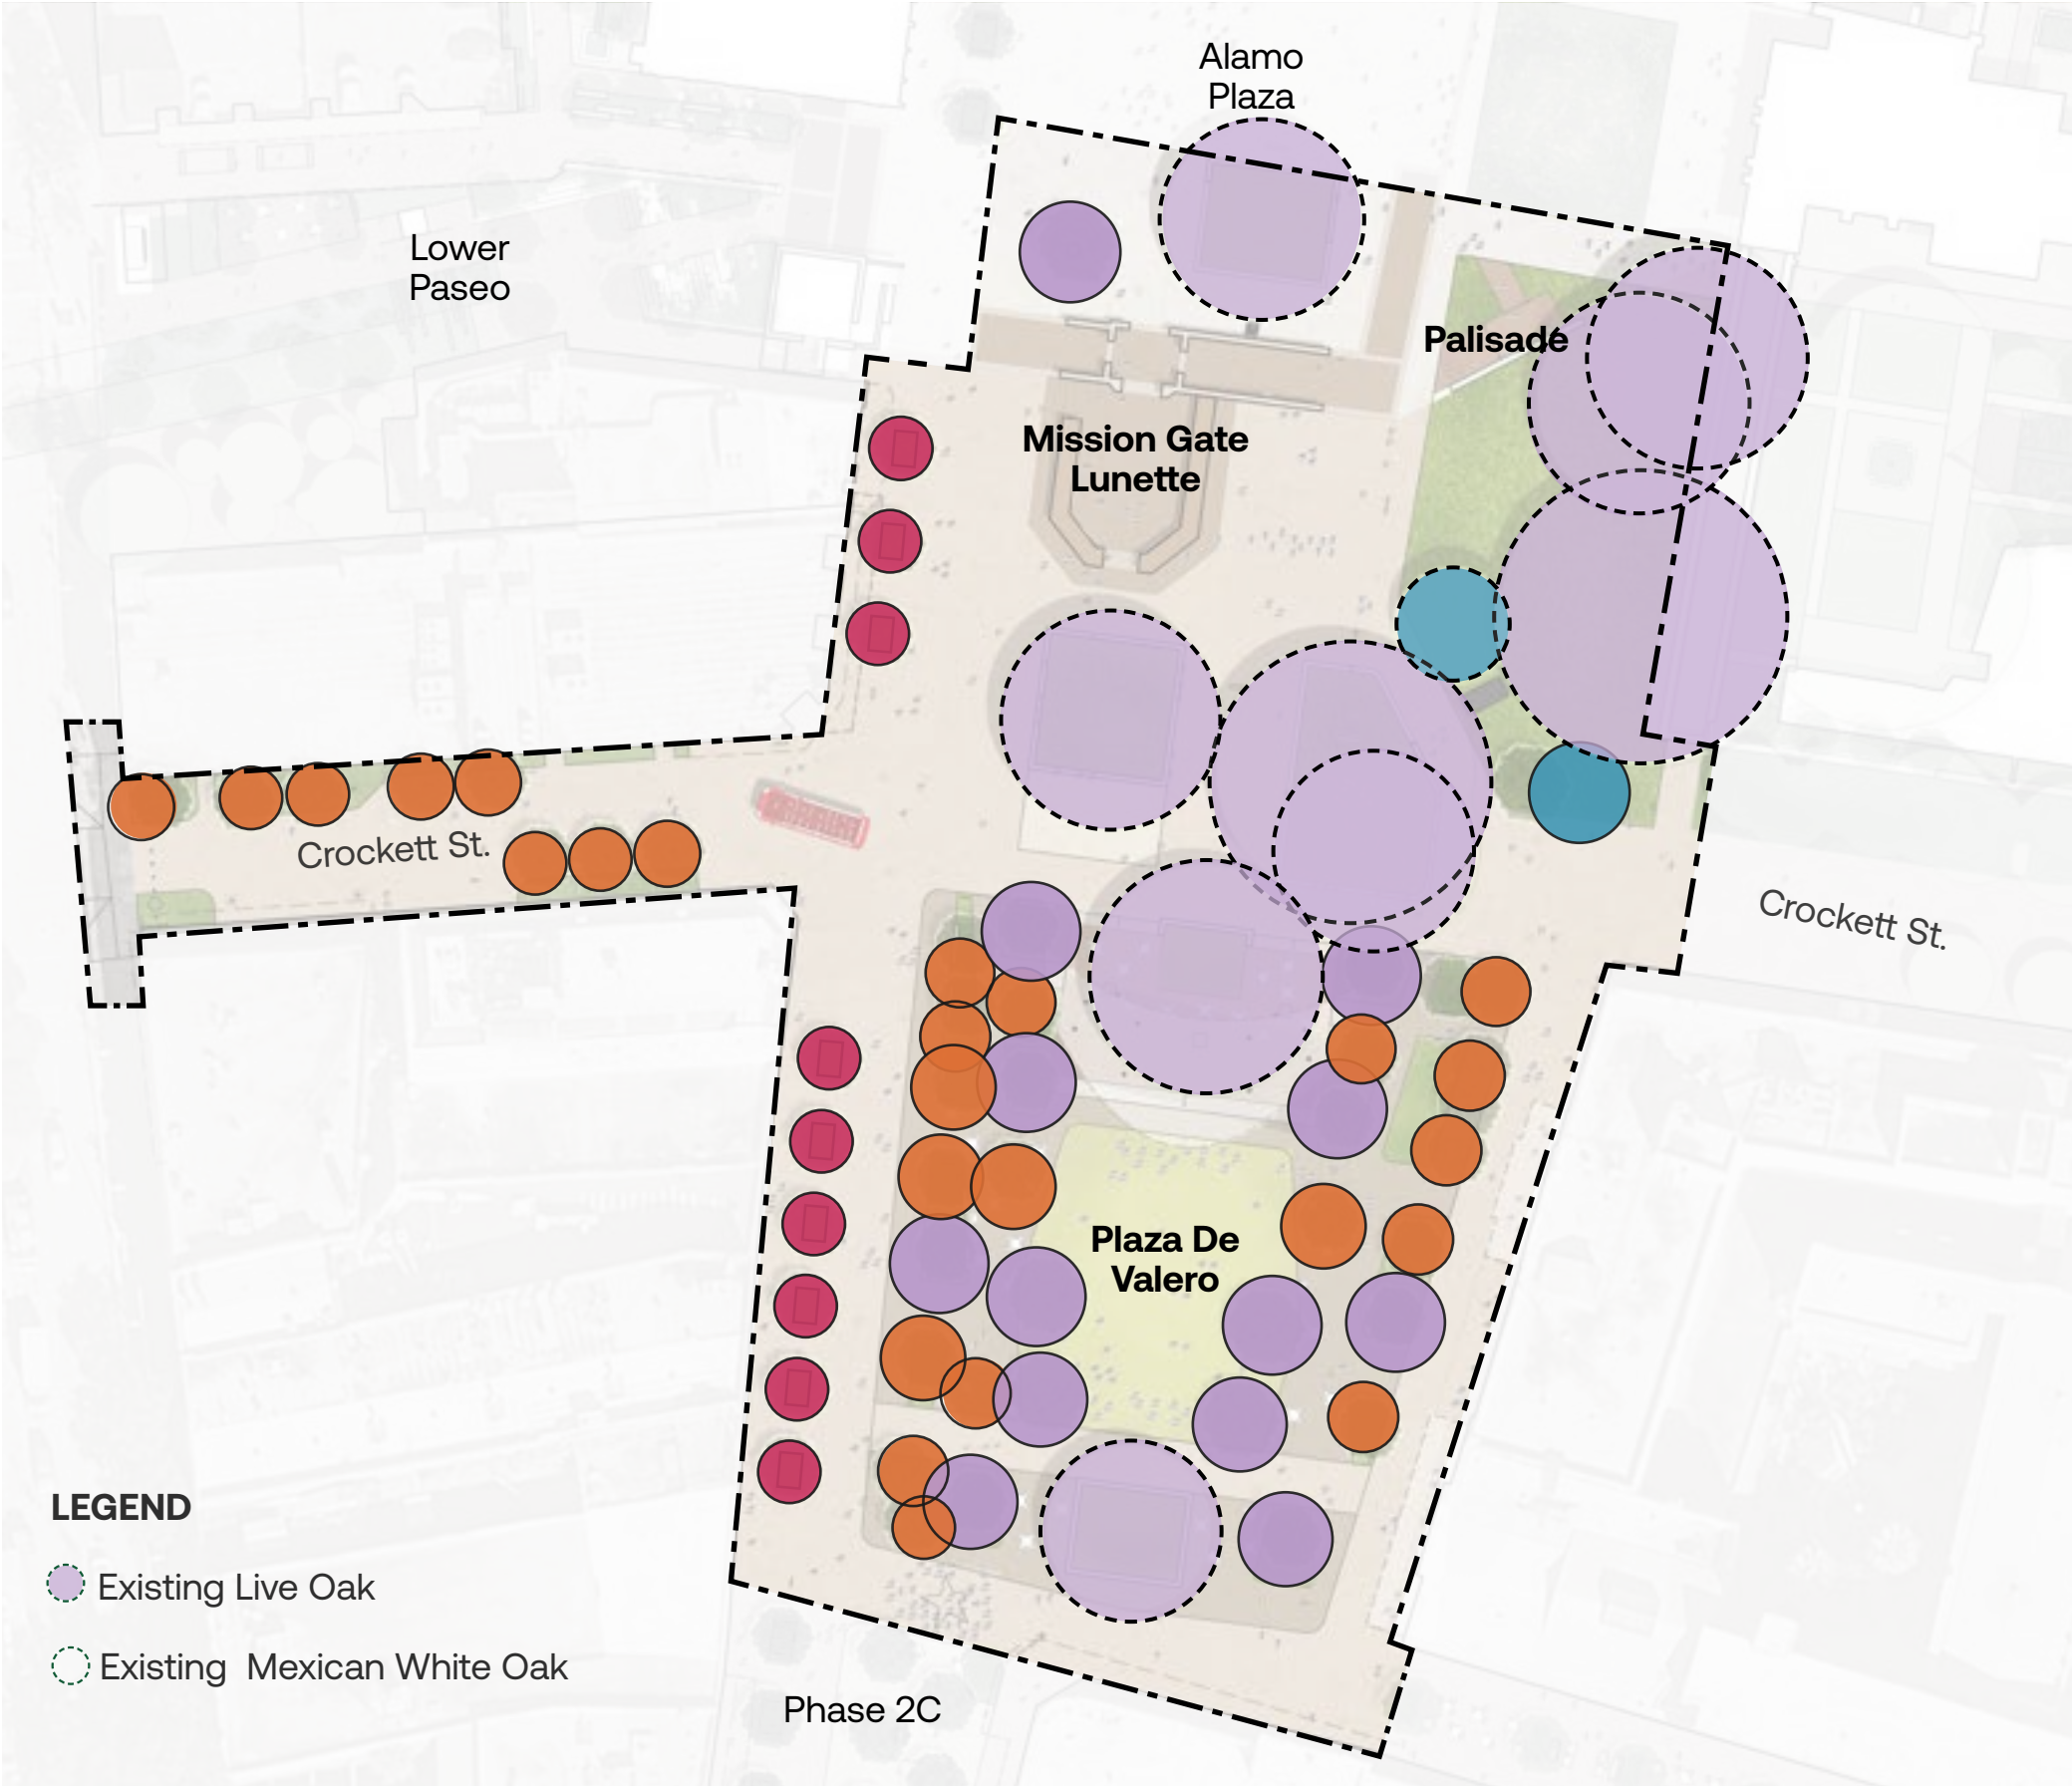 Alamo
Plaza
Lower
Paseo
Palisade
Mission Gate
Lunette
Crockett St.
Crockett St.
Plaza De
Valero
LEGEND
Existing Live Oak
Existing  Mexican White Oak
Phase 2C